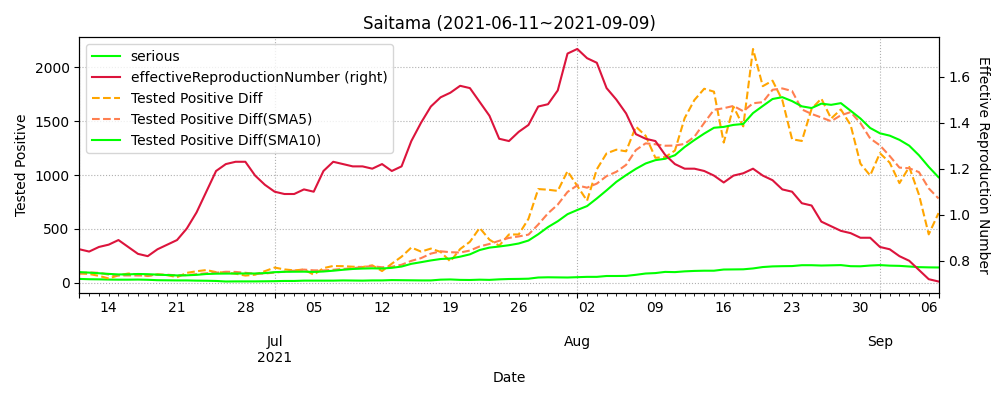 Saitama (2021-06-11~2021-09-09)
serious
effectiveReproductionNumber (right)
Tested Positive Diff
Tested Positive Diff(SMA5)
Tested Positive Diff(SMA10)
Tested Positive
2000
1500
1000
500
0
1.6
1.4
1.2
1.0
0.8
Effective Reproduction Number
14 21 28 05 12 19 26 02 09 16 23 30 06
Jul Aug Sep
2021
Date